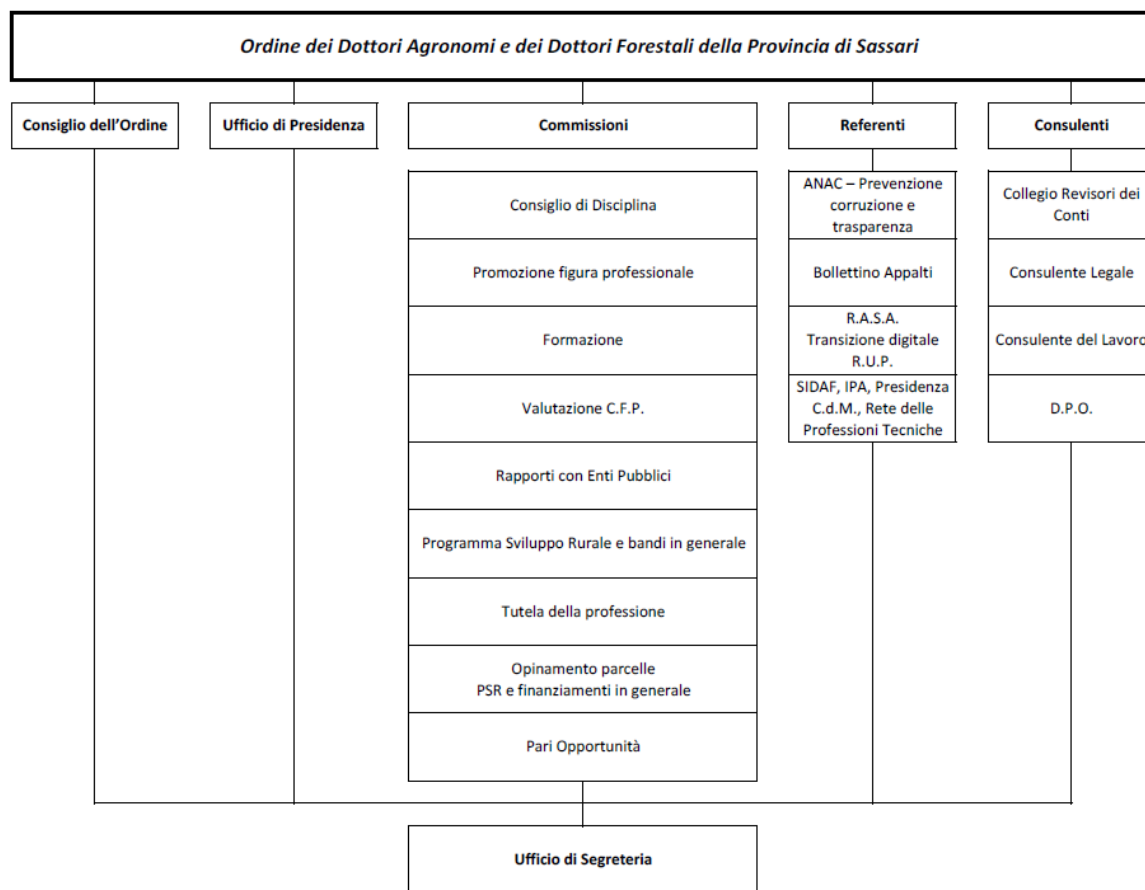 Ordine dei Dottori Agronomi e dei Dottori Forestali della Provincia di Sassari
Consiglio dell'Ordine
Ufficio di Presidenza
Commissioni
Referenti
Consulenti
Consiglio di Disciplina
Promozione figura professionale
Formazione
Valutazione C.F.P.
Rapporti con Enti Pubblici
Programma Sviluppo Rurale e bandi in generale
Tutela della professione
Opinamento parcelle
PSR e finanziamenti in generale
Pari Opportunità
ANAC – Prevenzione
corruzione e
trasparenza
Bollettino Appalti
R.A.S.A.
Transizione digitale
R.U.P.
SIDAF, IPA, Presidenza
C.d.M., Rete delle
Professioni Tecniche
Collegio Revisori dei
Conti
Consulente Legale
Consulente del Lavoro
D.P.O.
Ufficio di Segreteria